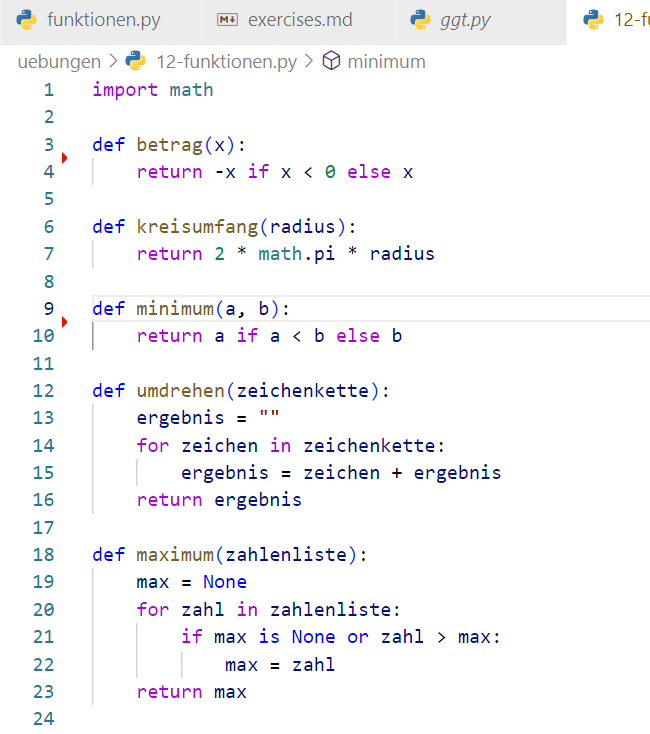 funktionen.py exercises.md ggt.py
uebungen > 12-funktionen.py > minimum
1 import math
2
3 def betrag(x):
4     return -x if x < 0 else x
5
6 def kreisumfang(radius):
7     return 2 * math.pi * radius
8
9 def minimum(a, b):
10     return a if a < b else b
11
12 def umdrehen(zeichenkette):
13     ergebnis = ""
14     for zeichen in zeichenkette:
15         ergebnis = zeichen + ergebnis
16     return ergebnis
17
18 def maximum(zahlenliste):
19     max = None
20     for zahl in zahlenliste:
21         if max is None or zahl > max:
22             max = zahl
23     return max
24